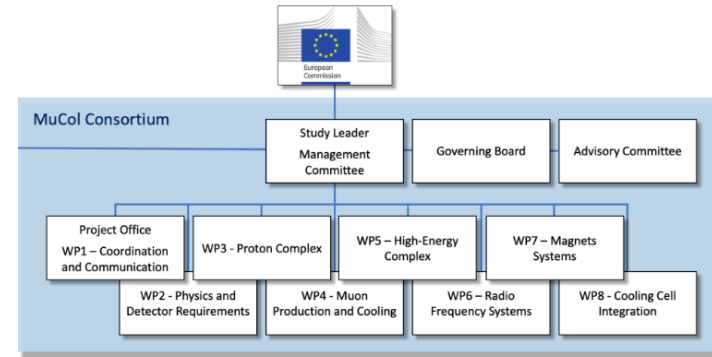 European
Commission
MuCol Consortium
Study Leader
Management
Committee
Governing Board
Advisory Committee
Project Office
WP1 – Coordination
and Communication
WP3 - Proton Complex
WP5 – High-Energy
Complex
WP7 – Magnets
Systems
WP2 - Physics and
Detector Requirements
WP4 - Muon
Production and Cooling
WP6 – Radio
Frequency Systems
WP8 - Cooling Cell
Integration